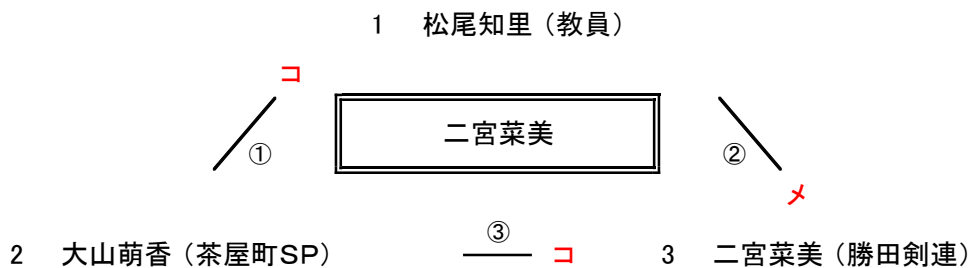 1 松尾知里（教員）
コ
二宮菜美
① ②
メ
③
2 大山萌香（茶屋町SP） コ 3 二宮菜美（勝田剣連）